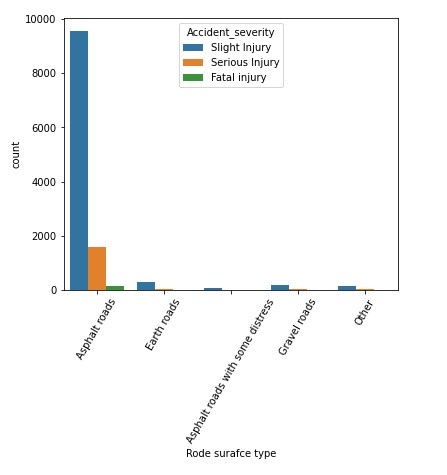 Accident_severity
Slight Injury
Serious Injury
Fatal injury
10000
8000
6000
4000
2000
0
count
Asphalt roads
Earth roads
Asphalt roads with some distress
Gravel roads
Other
Rode surafce type